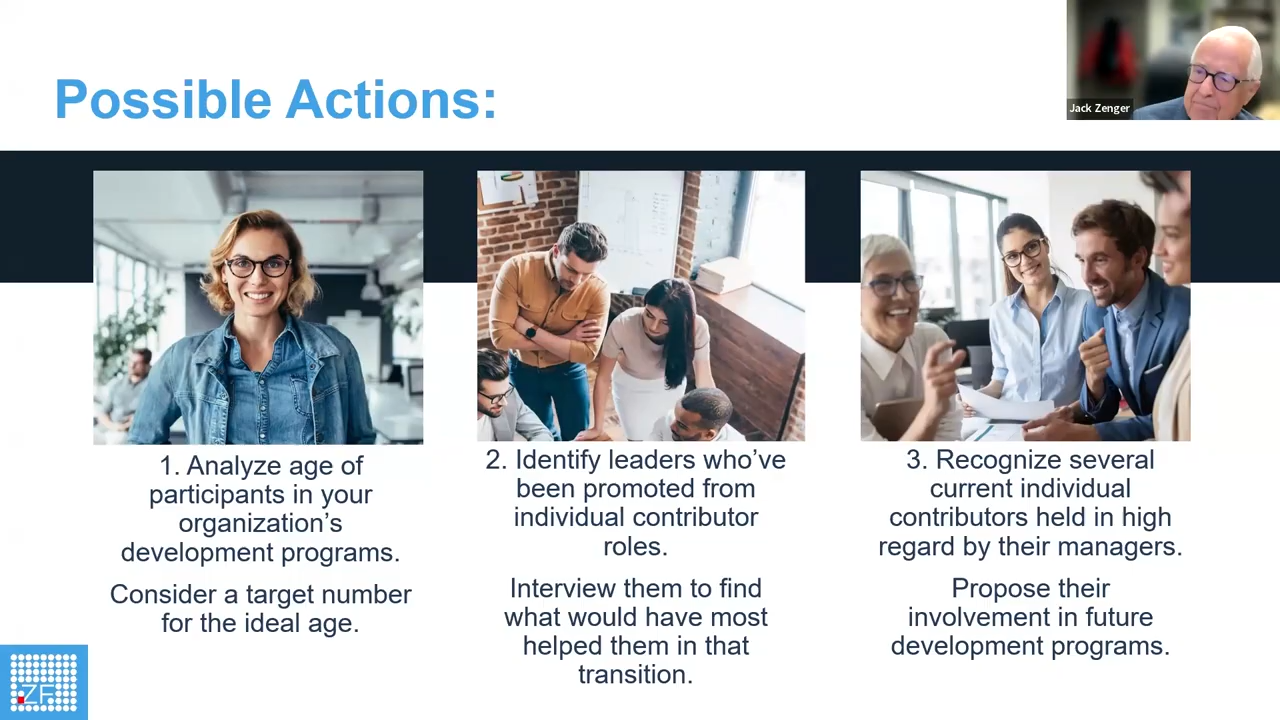 Possible Actions:
Jack Zenger
1. Analyze age of
participants in your
organization’s
development programs.
Consider a target number
for the ideal age.
2. Identify leaders who’ve
been promoted from
individual contributor
roles.
Interview them to find
what would have most
helped them in that
transition.
3. Recognize several
current individual
contributors held in high
regard by their managers.
Propose their
involvement in future
development programs.
ZF